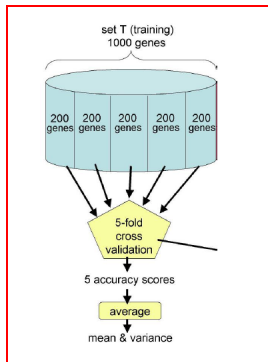 set T (training)
1000 genes
200 200 200 200 200
genes genes genes genes genes
5-fold
cross
validation
5 accuracy scores
average
mean & variance